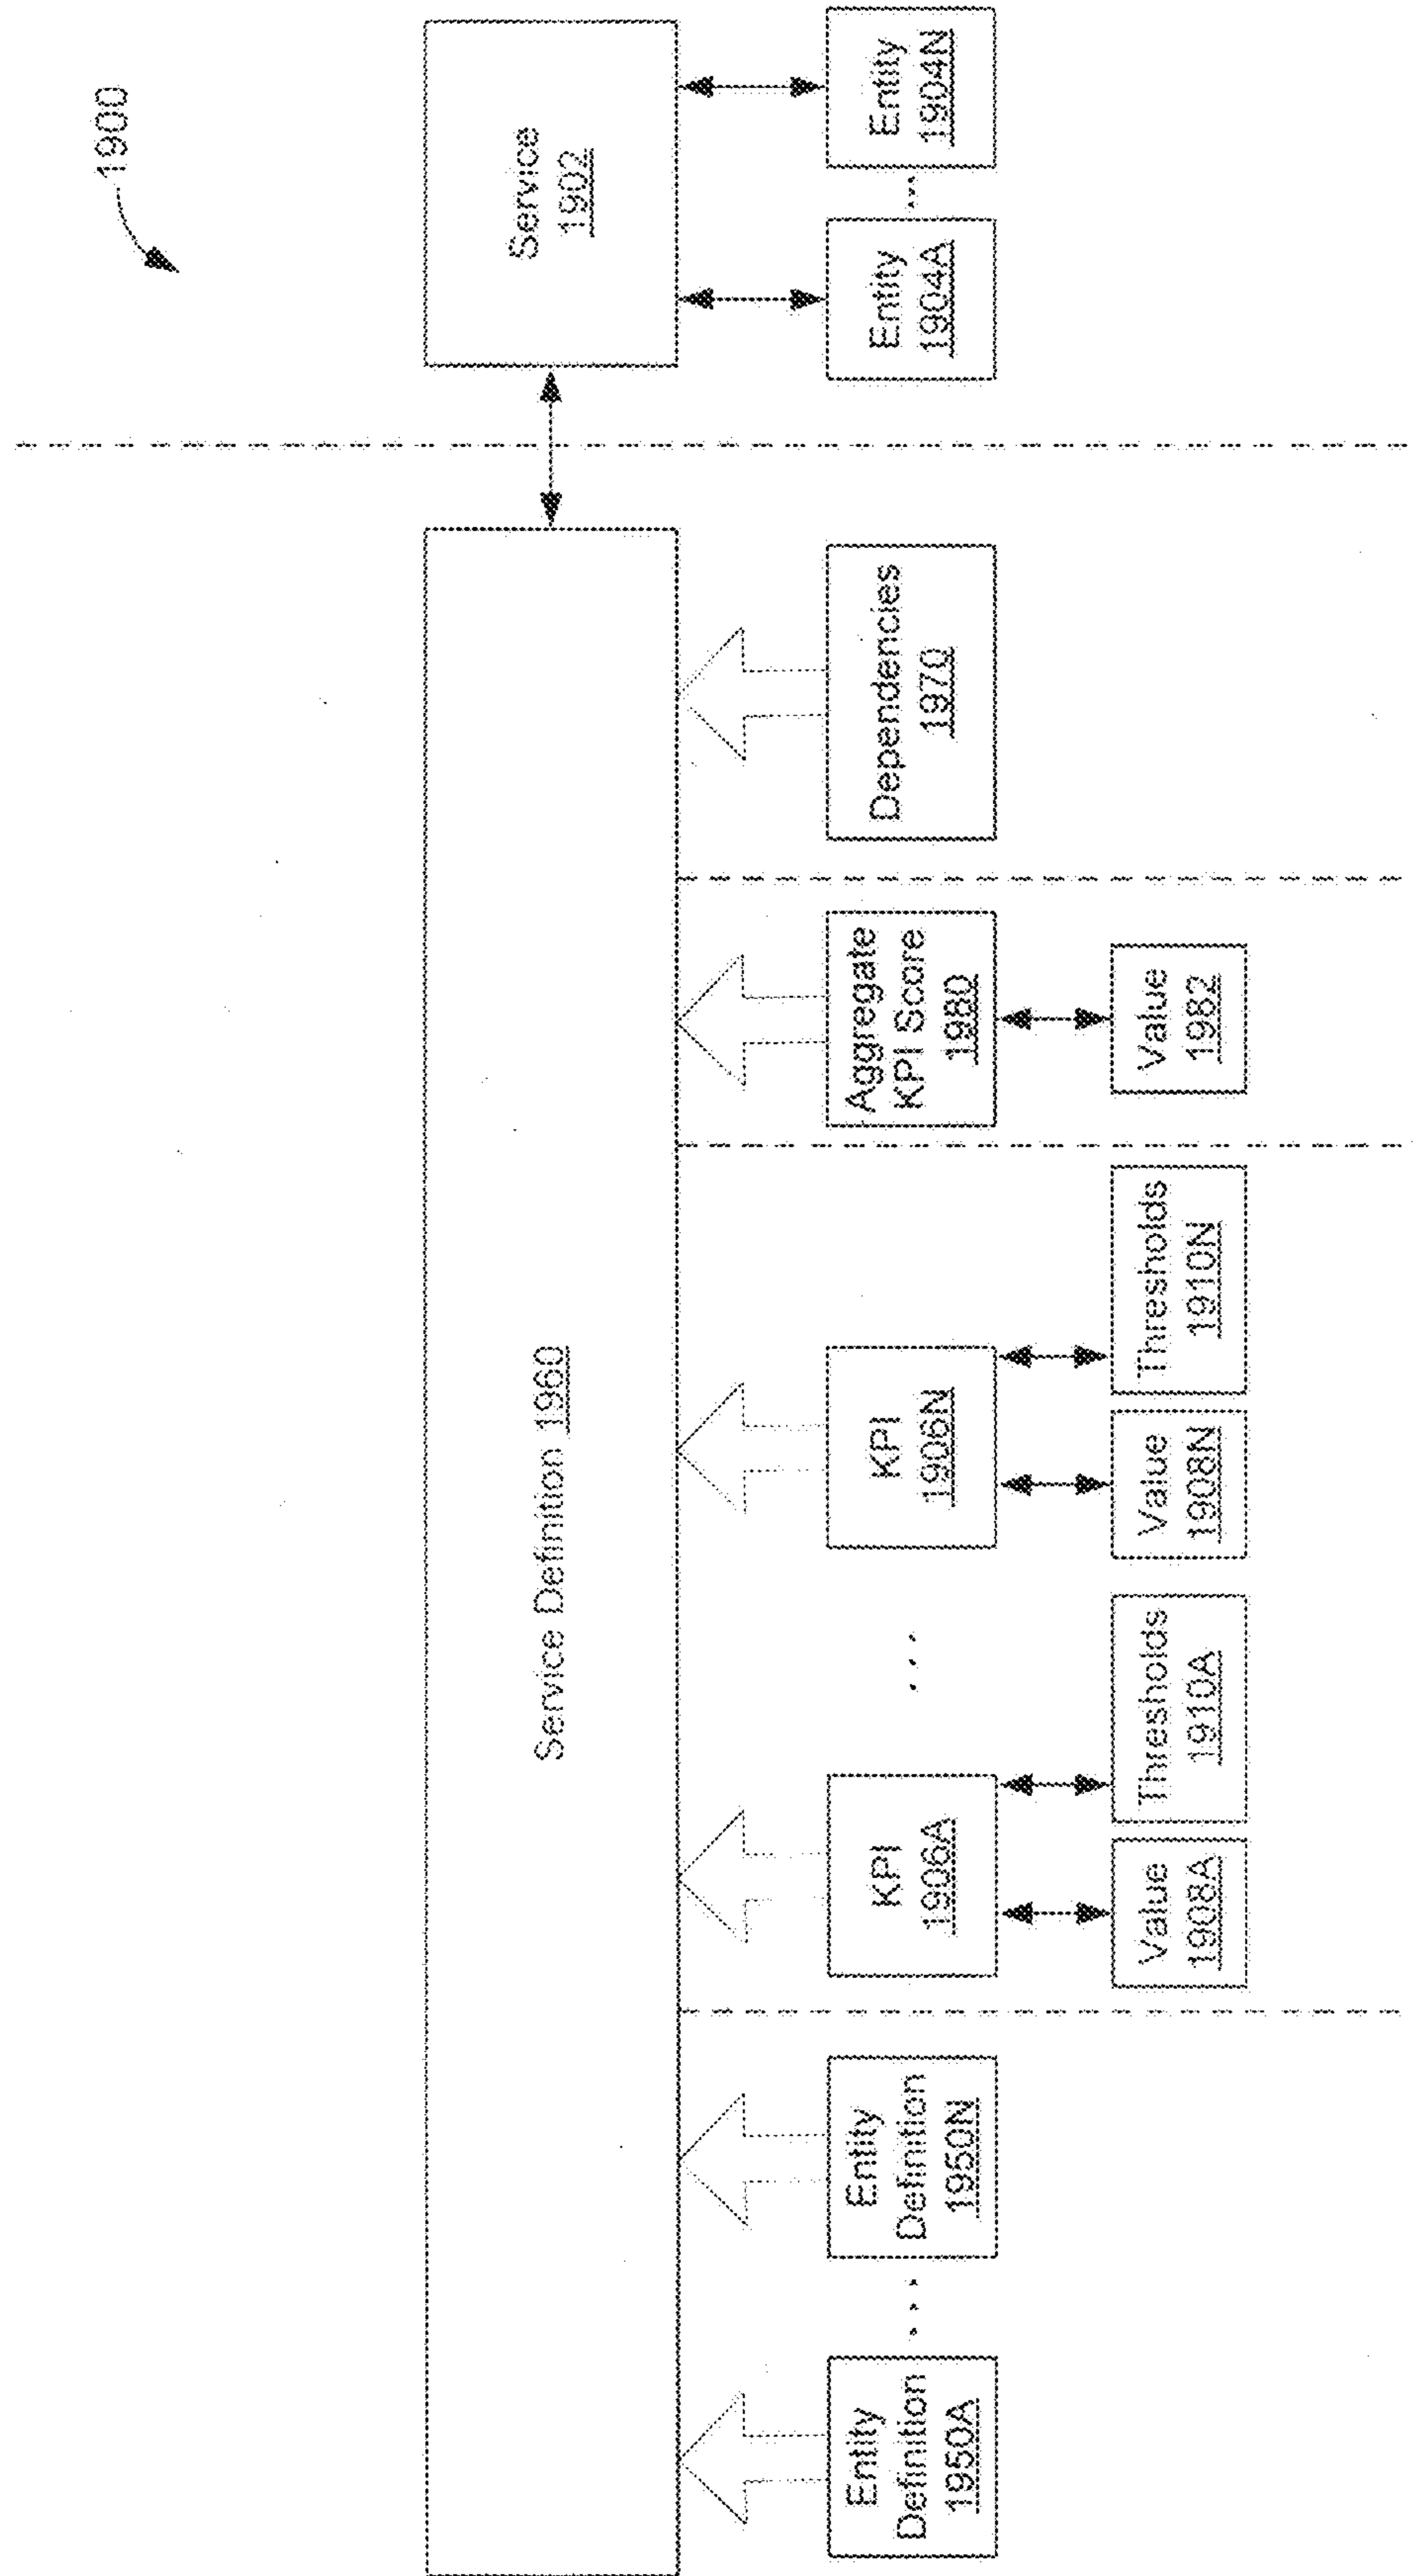 1900
Service Definition 1960
Service
1902
Entity
Definition
1950A
...
Entity
Definition
1950N
KPI
1906A
...
KPI
1906N
Aggregate
KPI Score
1980
Dependencies
1970
Entity
1904A
...
Entity
1904N
Value
1908A
Thresholds
1910A
Value
1908N
Thresholds
1910N
Value
1982